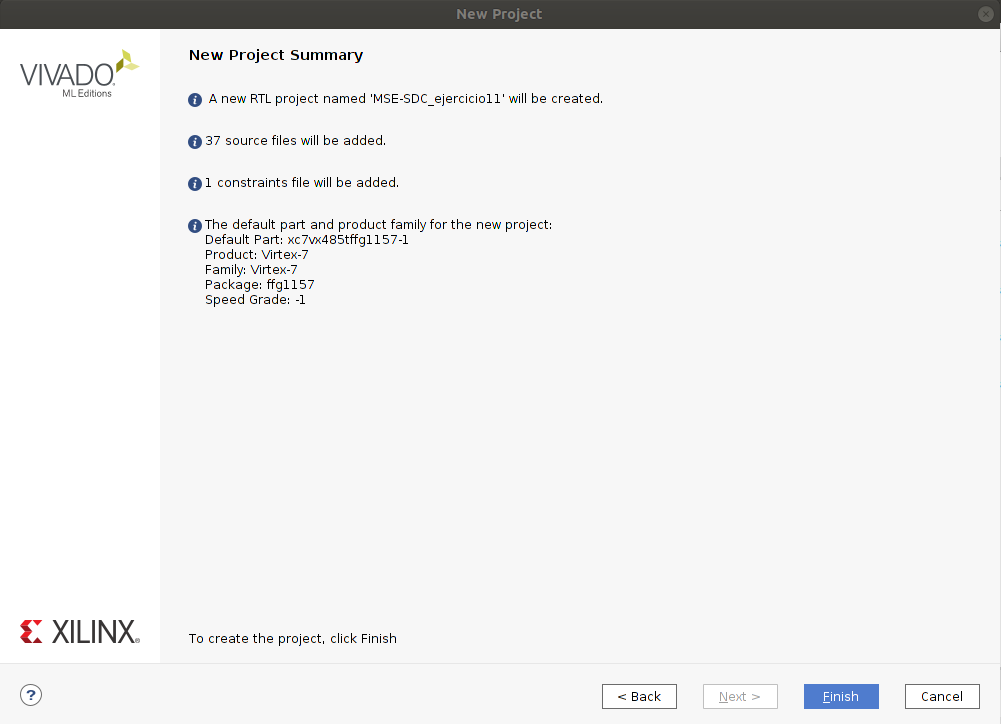 New Project
VIVADO
ML Editions
New Project Summary
A new RTL project named 'MSE-SDC_ejercicio11' will be created.
37 source files will be added.
1 constraints file will be added.
The default part and product family for the new project:
Default Part: xc7vx485tffg1157-1
Product: Virtex-7
Family: Virtex-7
Package: ffg1157
Speed Grade: -1
XILINX
To create the project, click Finish
?
< Back
Next >
Finish
Cancel